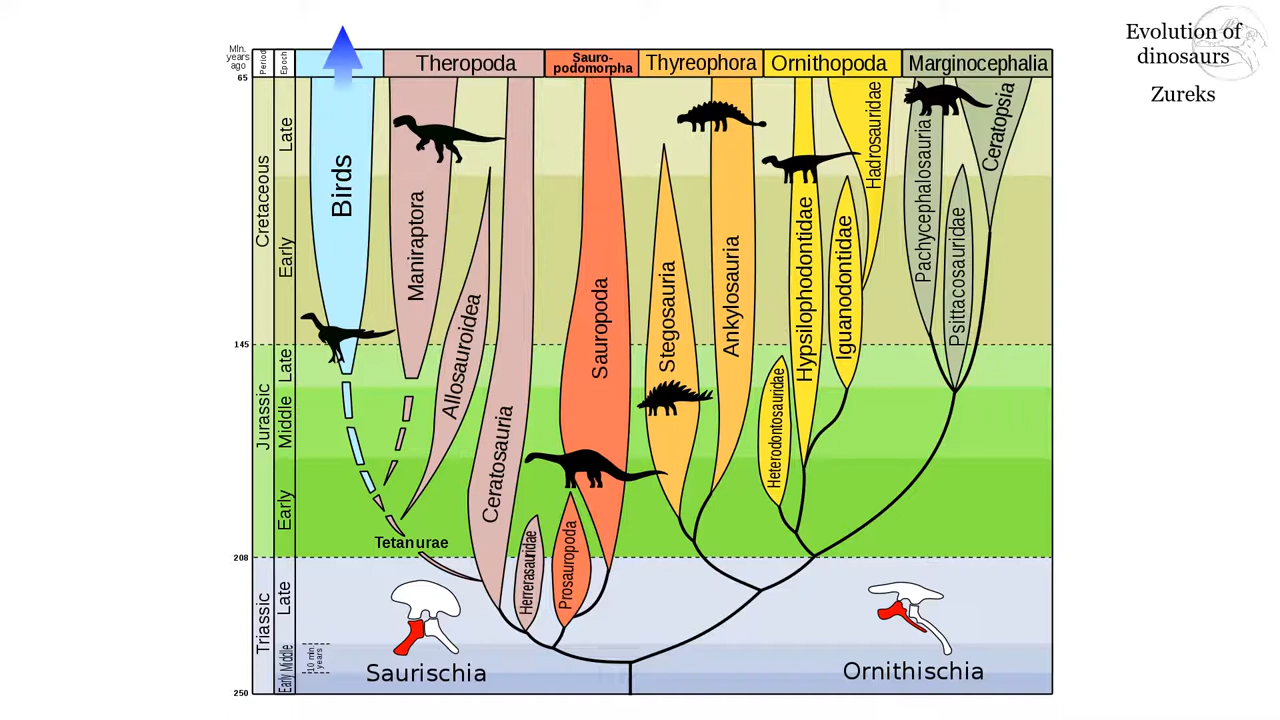 Evolution of
dinosaurs
Zureks
Mln.
years
ago
Period
Epoch
Theropoda
Sauro-
podomorpha
Thyreophora
Ornithopoda
Marginocephalia
65
145
208
250
Cretaceous
Late
Early
Jurassic
Late
Middle
Early
Triassic
Late
Middle
Early
Birds
Maniraptora
Allosauroidea
Ceratosauria
Tetanurae
Herrerasauridae
Prosauropoda
Sauropoda
Stegosauria
Ankylosauria
Heterodontosauridae
Hypsilophodontidae
Iguanodontidae
Hadrosauridae
Pachycephalosauria
Psittacosauridae
Ceratopsia
10 mln.
years
Saurischia
Ornithischia